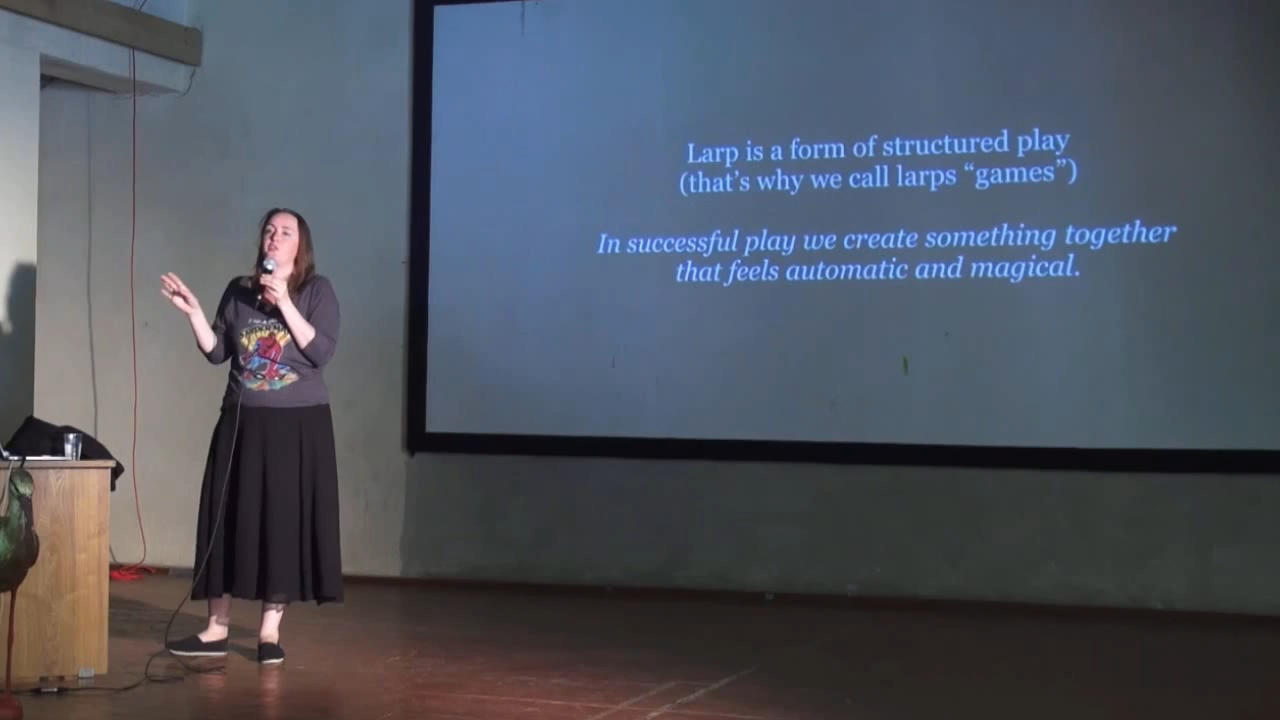 Larp is a form of structured play
(that’s why we call larps “games”)
In successful play we create something together
that feels automatic and magical.